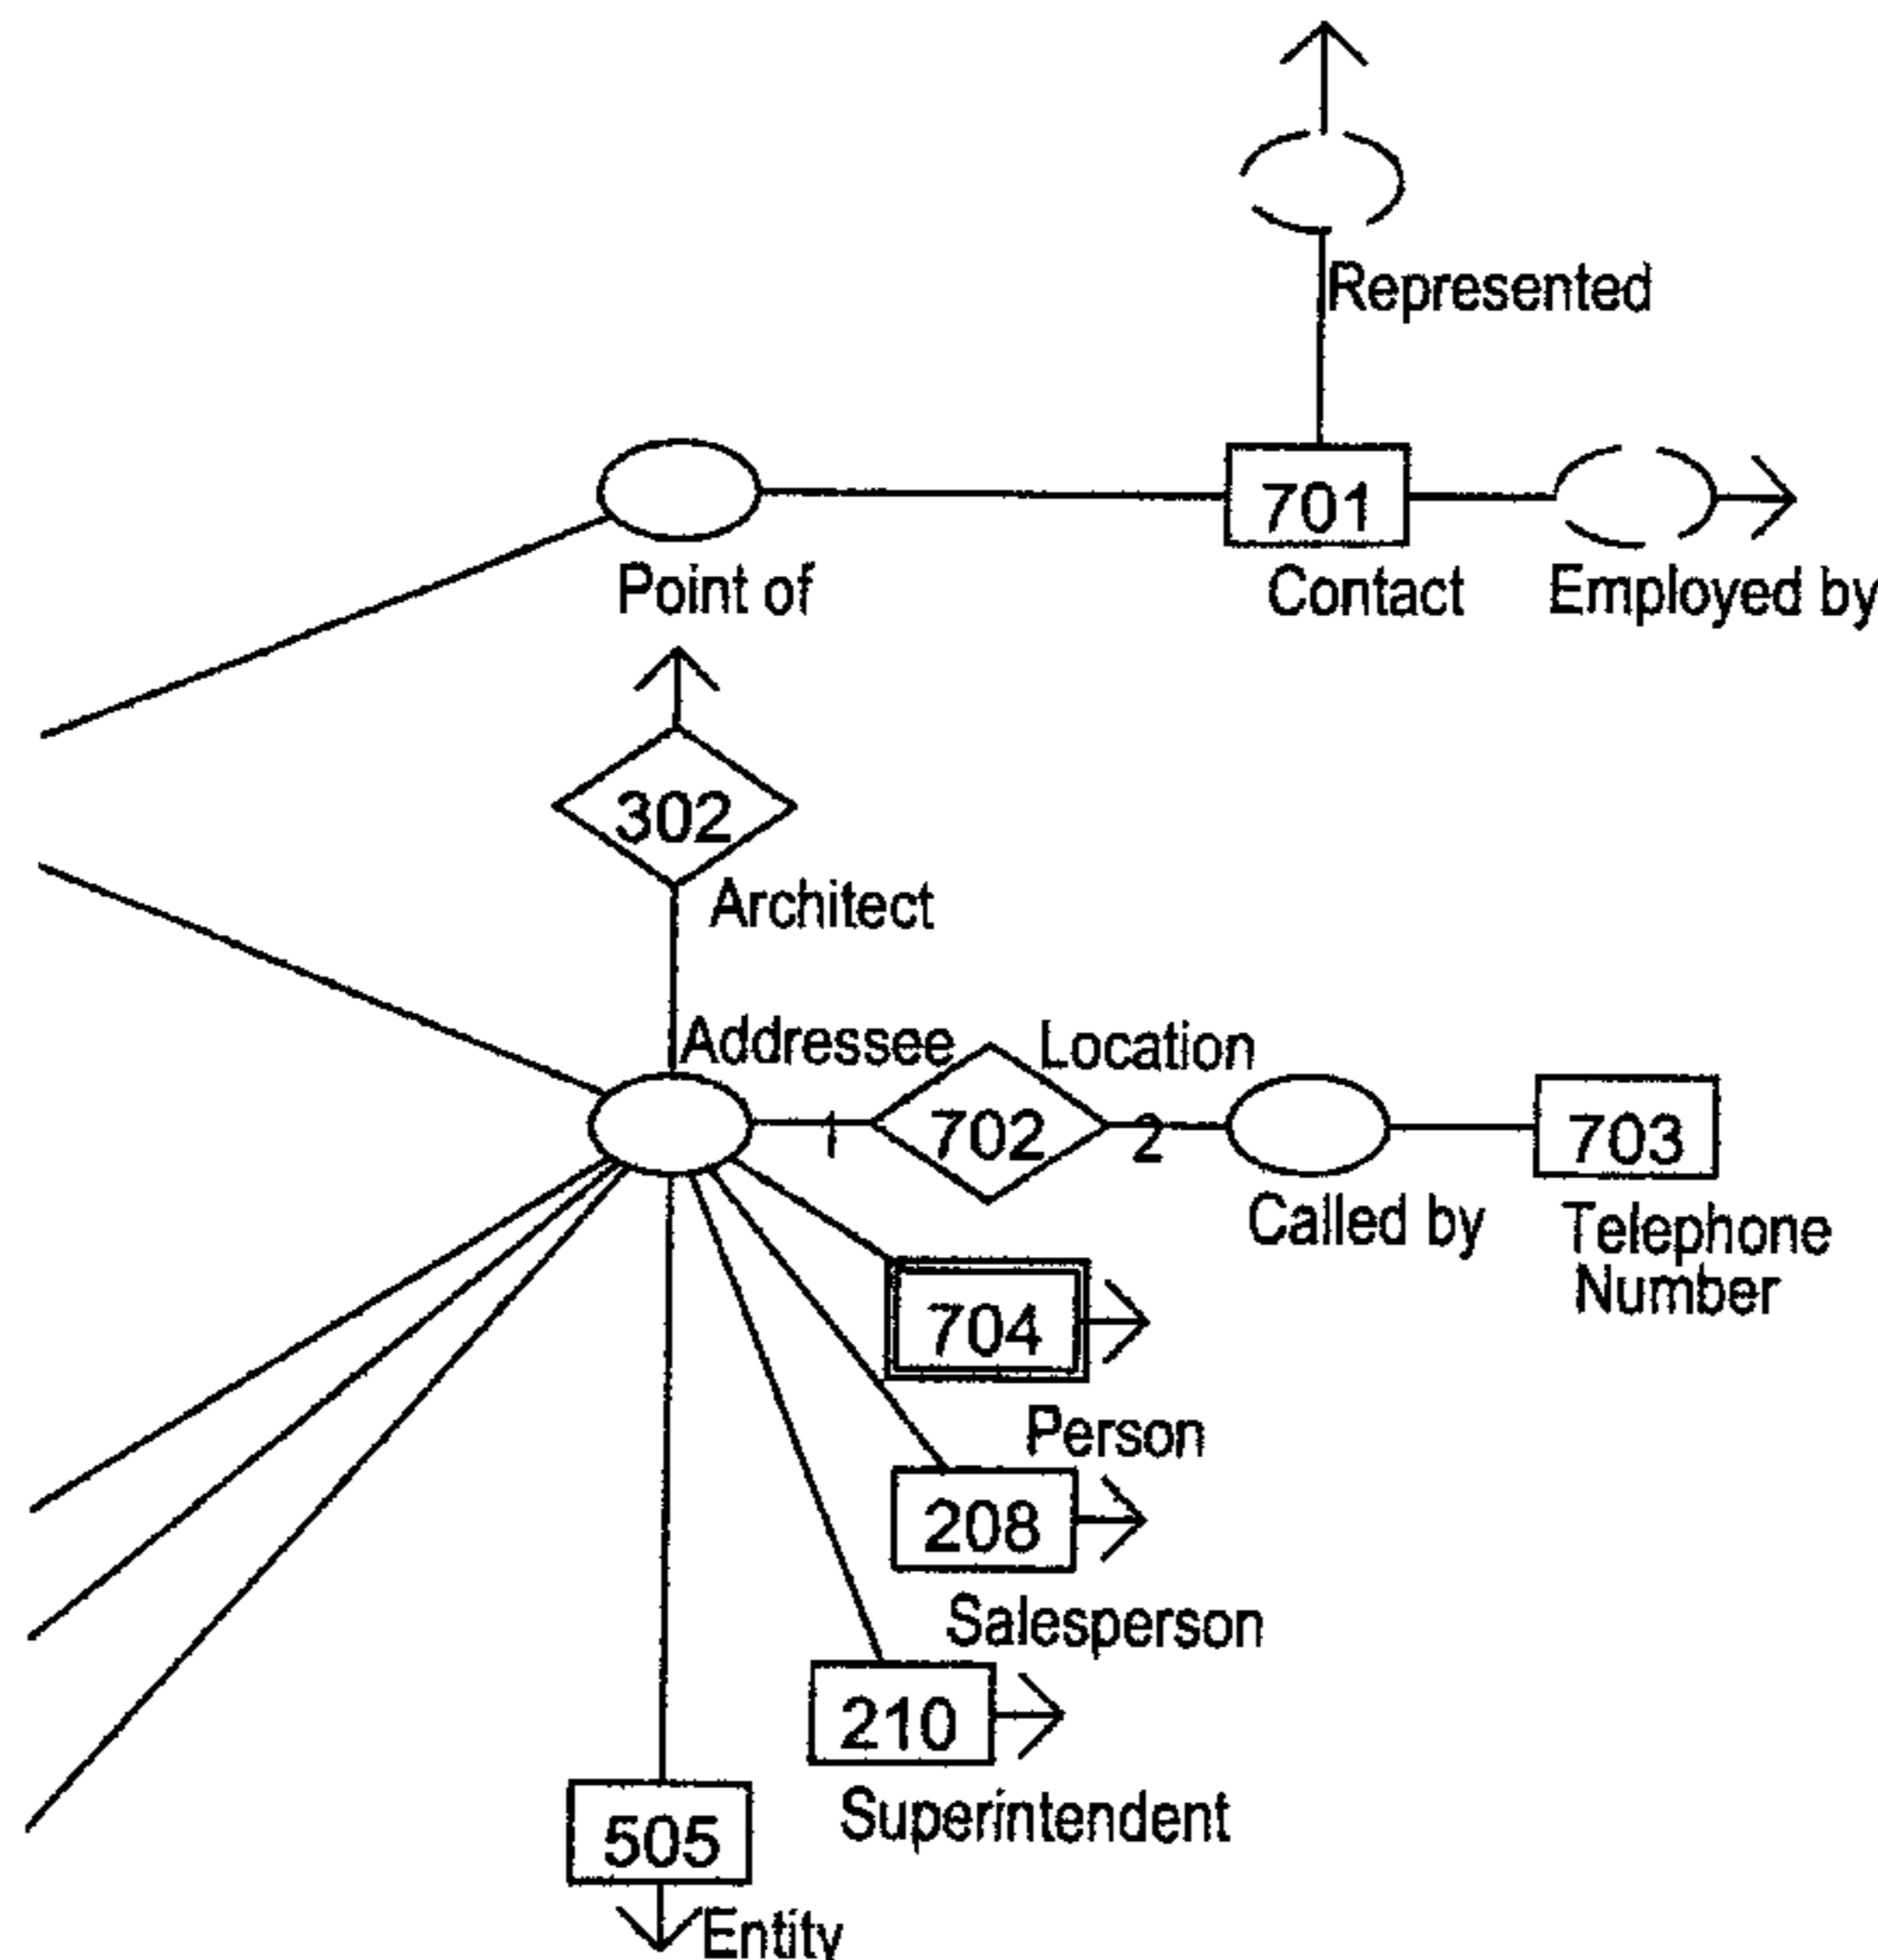 Represented
701
Point of
Contact
Employed by
302
Architect
Addressee
Location
1
702
2
703
Called by
Telephone
Number
704
Person
208
Salesperson
210
Superintendent
505
Entity